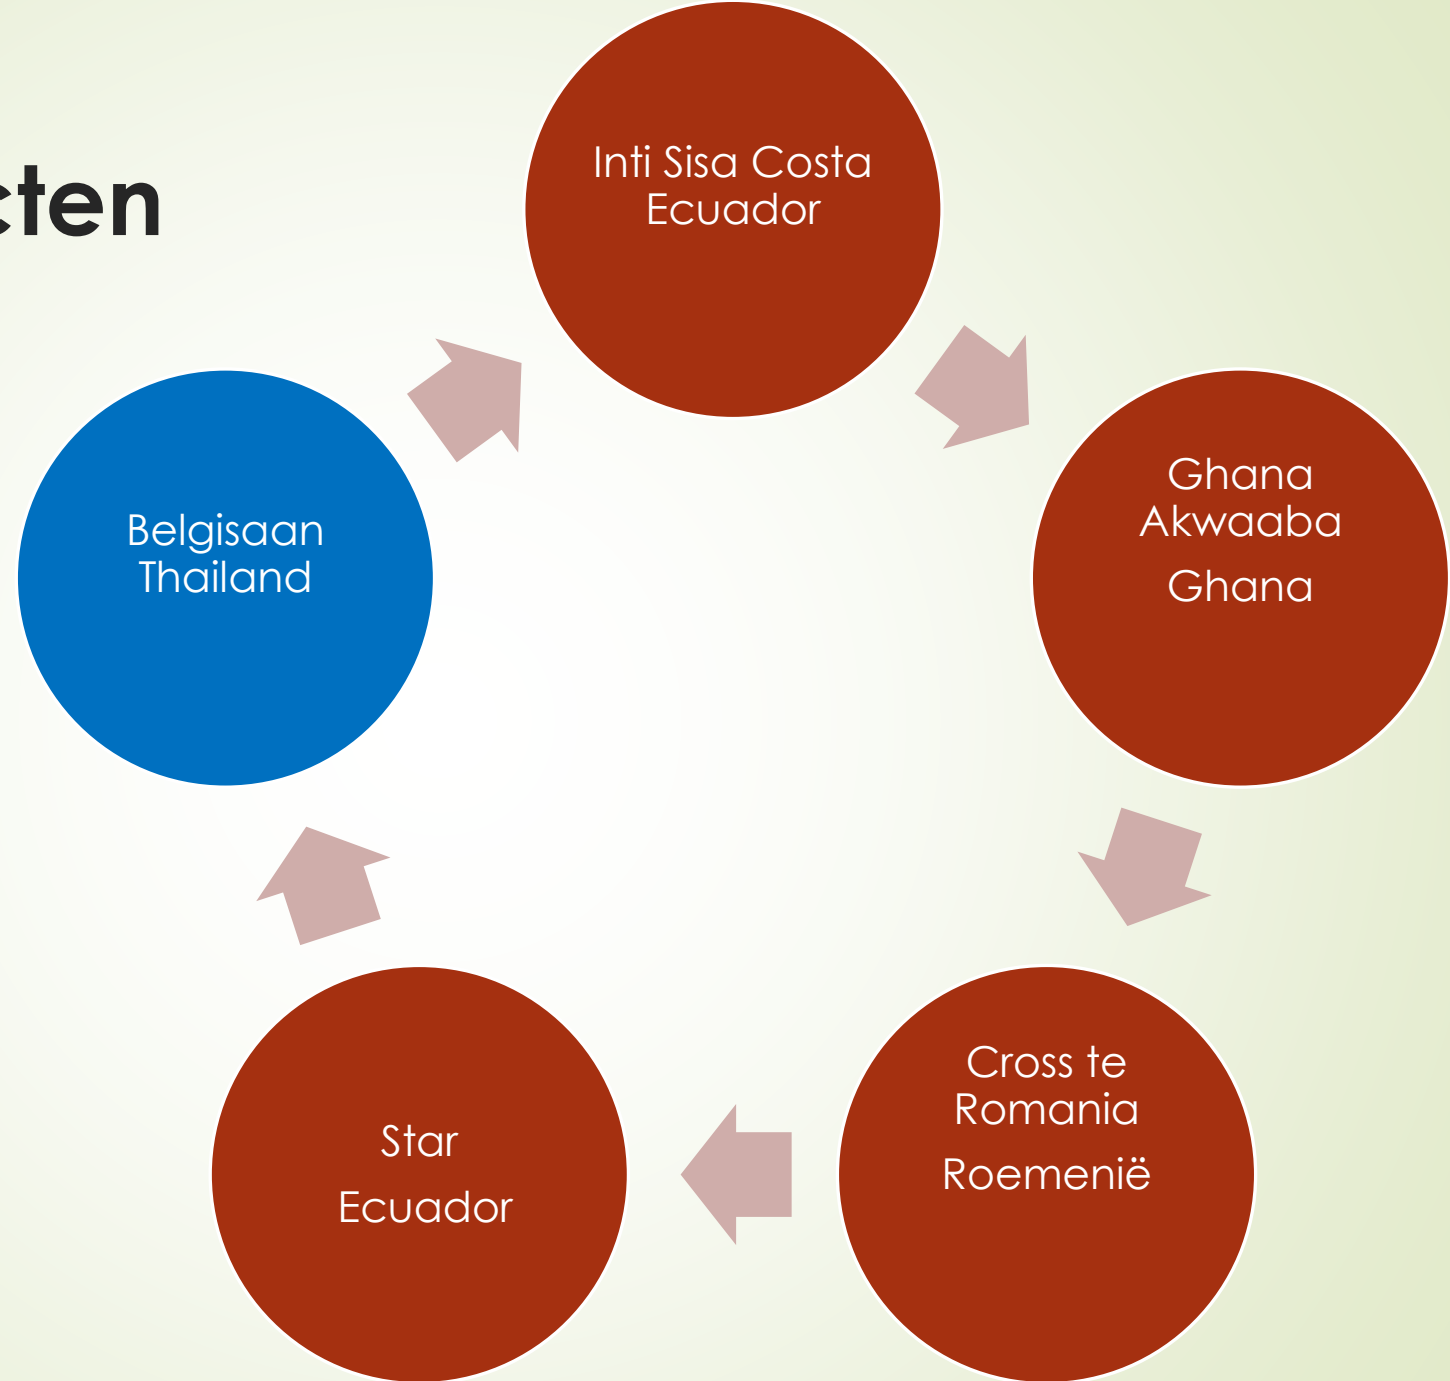 cten
Inti Sisa Costa
Ecuador
Ghana
Akwaaba
Ghana
Cross te
Romania
Roemenië
Star
Ecuador
Belgisaan
Thailand